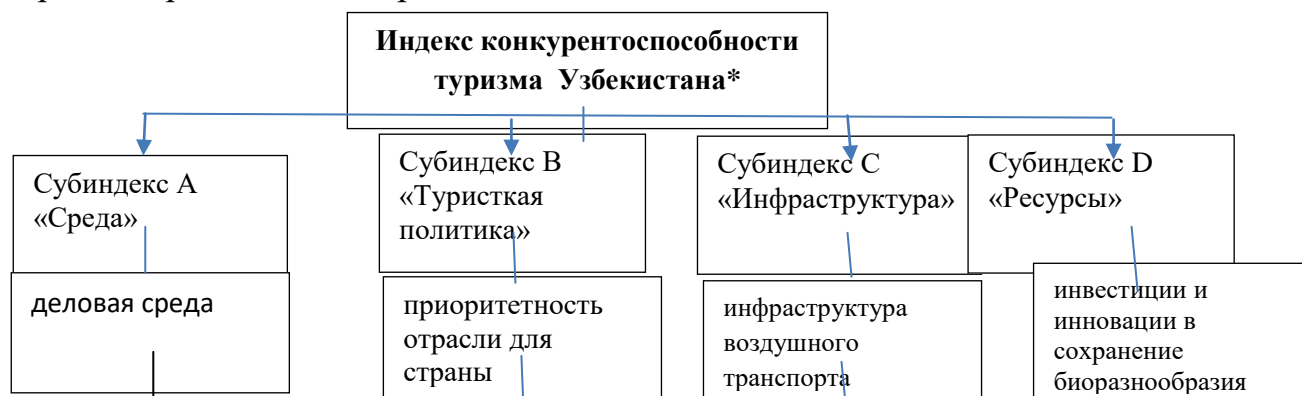 Индекс конкурентоспособности
туризма Узбекистана*
Субиндекс А
«Среда»
Субиндекс В
«Туристкая
политика»
Субиндекс С
«Инфраструктура»
Субиндекс D
«Ресурсы»
деловая среда
приоритетность
отрасли для
страны
инфраструктура
воздушного
транспорта
инвестиции и
инновации в
сохранение
биоразнообразия